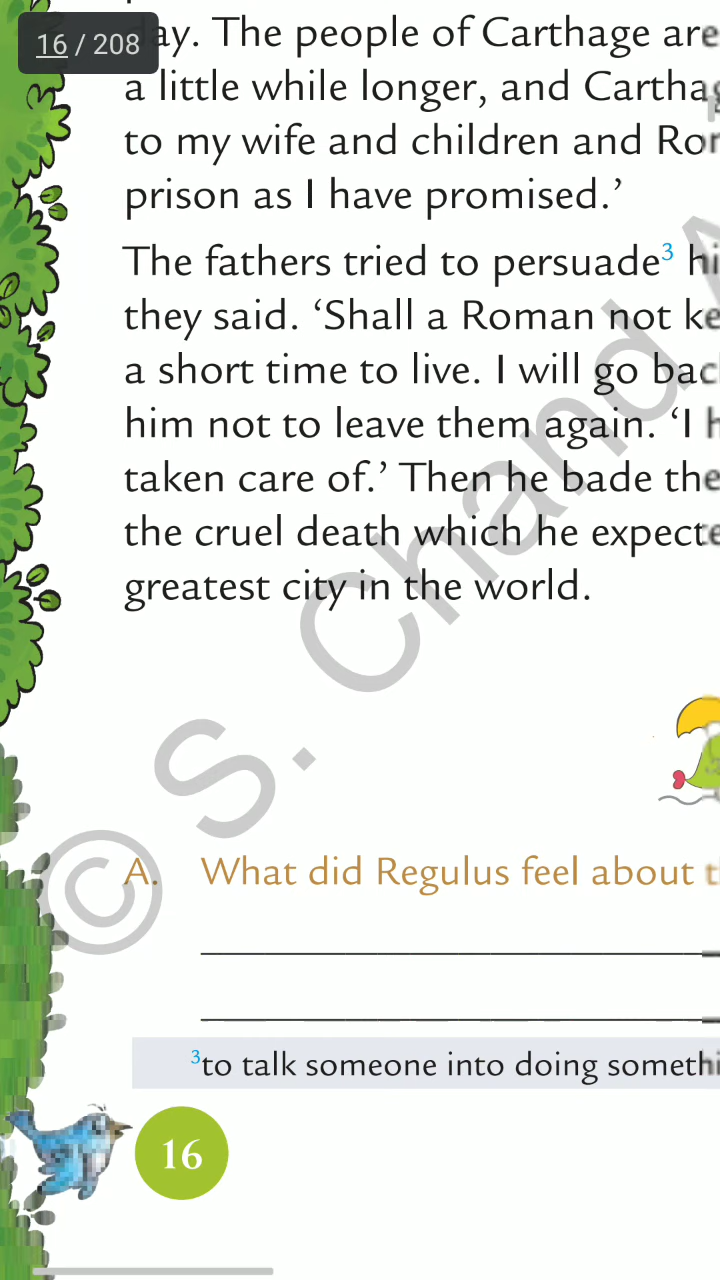 16 / 208
day. The people of Carthage are
a little while longer, and Carthag
to my wife and children and Ror
prison as I have promised.’
The fathers tried to persuade3 hi
they said. ‘Shall a Roman not ke
a short time to live. I will go bac
him not to leave them again. ‘I h
taken care of.’ Then he bade the
the cruel death which he expecte
greatest city in the world.
© S. Chand A
A. What did Regulus feel about t
3to talk someone into doing somethi
16